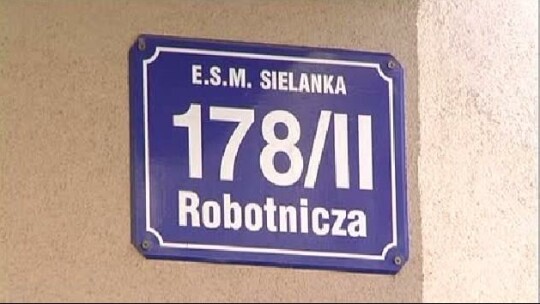 E.S.M. SIELANKA
178/II
Robotnicza